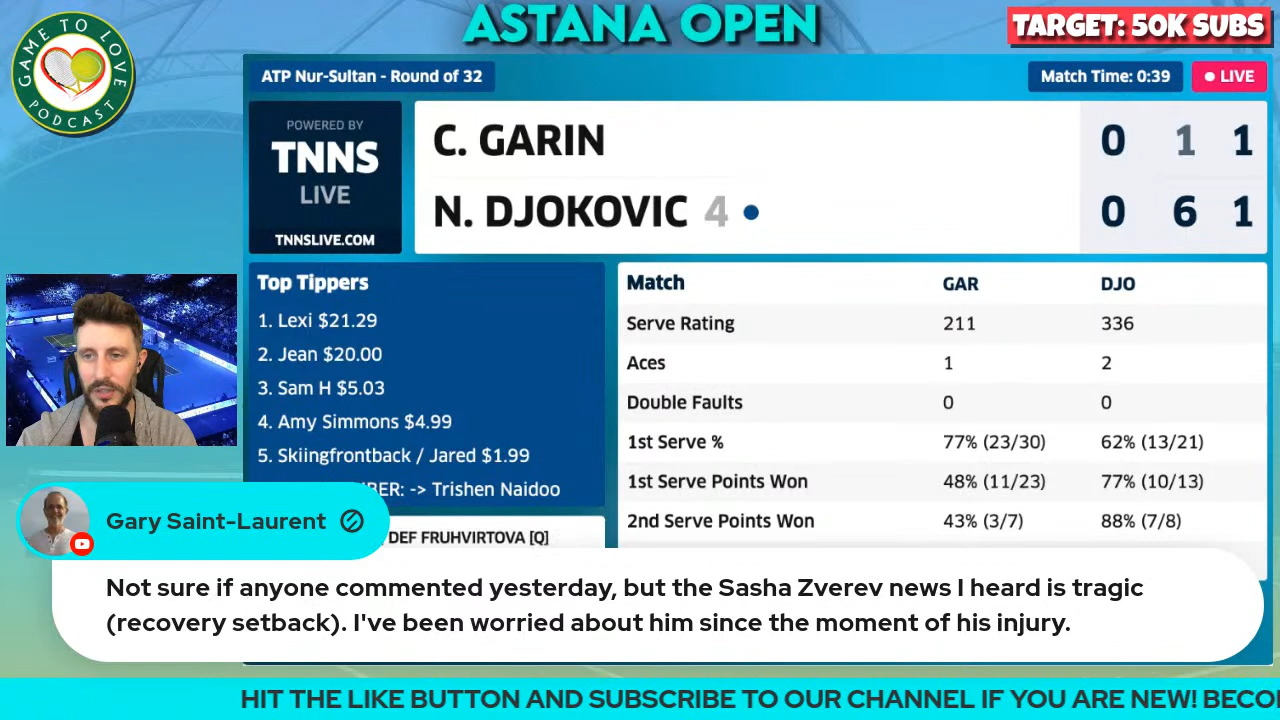 GAME TO LOVE
PODCAST
ASTANA OPEN
TARGET: 50K SUBS
ATP Nur-Sultan - Round of 32
Match Time: 0:39
LIVE
POWERED BY
TNNS
LIVE
TNNSLIVE.COM
C. GARIN 0 1 1
N. DJOKOVIC 4 0 6 1
Top Tippers
1. Lexi $21.29
2. Jean $20.00
3. Sam H $5.03
4. Amy Simmons $4.99
5. Skiingfrontback / Jared $1.99
-> Trishen Naidoo
DEF FRUHVIRTOVA [Q]
Match GAR DJO
Serve Rating 211 336
Aces 1 2
Double Faults 0 0
1st Serve % 77% (23/30) 62% (13/21)
1st Serve Points Won 48% (11/23) 77% (10/13)
2nd Serve Points Won 43% (3/7) 88% (7/8)
Gary Saint-Laurent
Not sure if anyone commented yesterday, but the Sasha Zverev news I heard is tragic
(recovery setback). I've been worried about him since the moment of his injury.
HIT THE LIKE BUTTON AND SUBSCRIBE TO OUR CHANNEL IF YOU ARE NEW! BECO